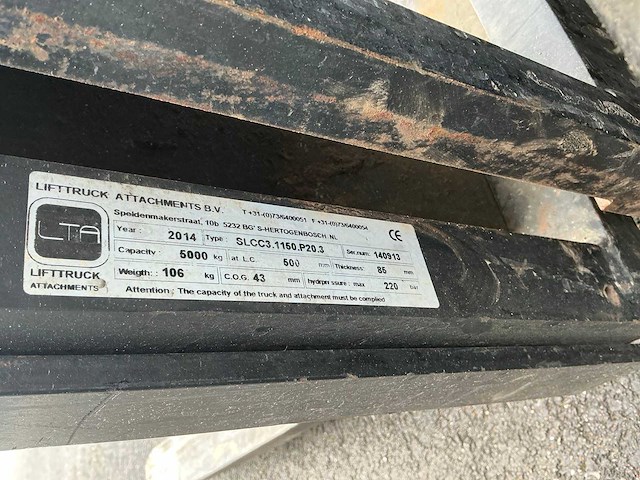 LIFTTRUCK ATTACHMENTS B.V. T +31-(0)73/6400051 F +31-(0)73/6400054
Speldenmakerstraat, 10b 5232 BG' S-HERTOGENBOSCH. NL
CE
LTA
LIFTTRUCK
ATTACHMENTS
Year : 2014 Type : SLCC3.1150.P20.3 Ser.num: 140913
Capacity : 5000 kg at L.C. 500 mm Thickness: 85 mm
Weigth : 106 kg C.O.G. 43 mm hydr.pressure : max 220 bar
Attention : The capacity of the truck and attachment must be complied